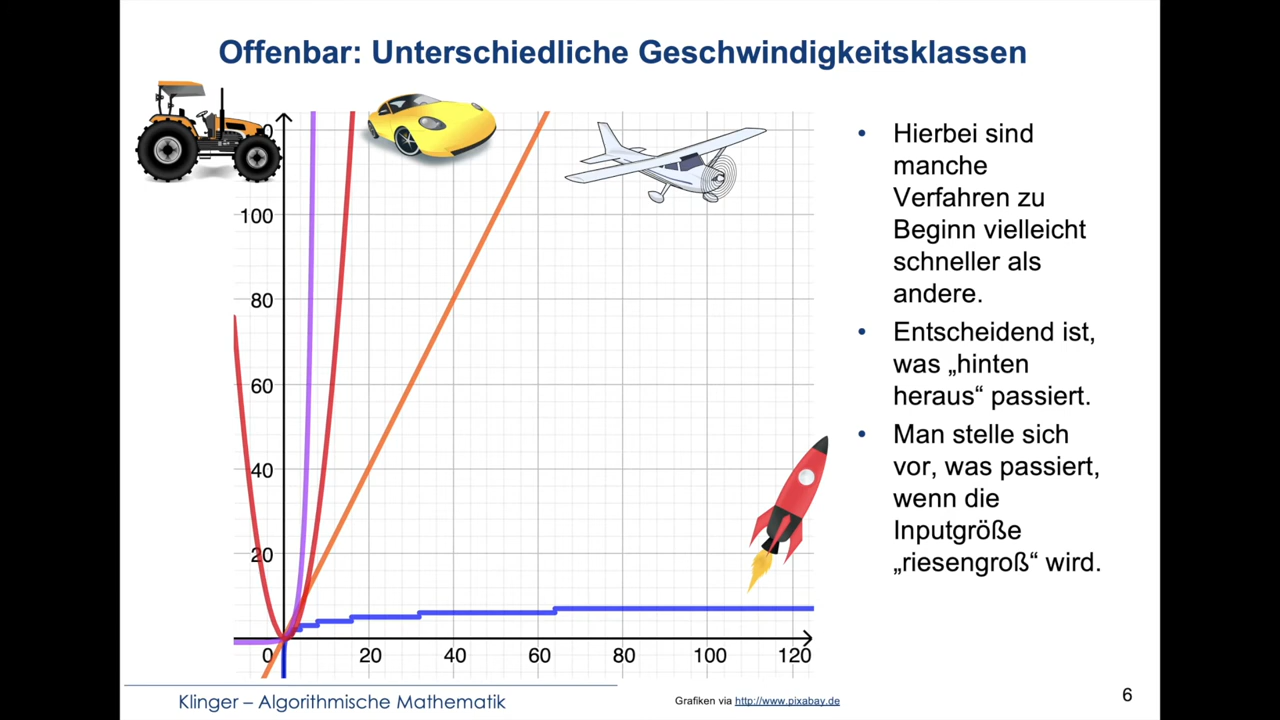 Offenbar: Unterschiedliche Geschwindigkeitsklassen
100
80
60
40
20
0
20
40
60
80
100
120
• Hierbei sind
manche
Verfahren zu
Beginn vielleicht
schneller als
andere.
• Entscheidend ist,
was „hinten
heraus“ passiert.
• Man stelle sich
vor, was passiert,
wenn die
Inputgröße
„riesengroß“ wird.
Klinger – Algorithmische Mathematik
Grafiken via http://www.pixabay.de
6